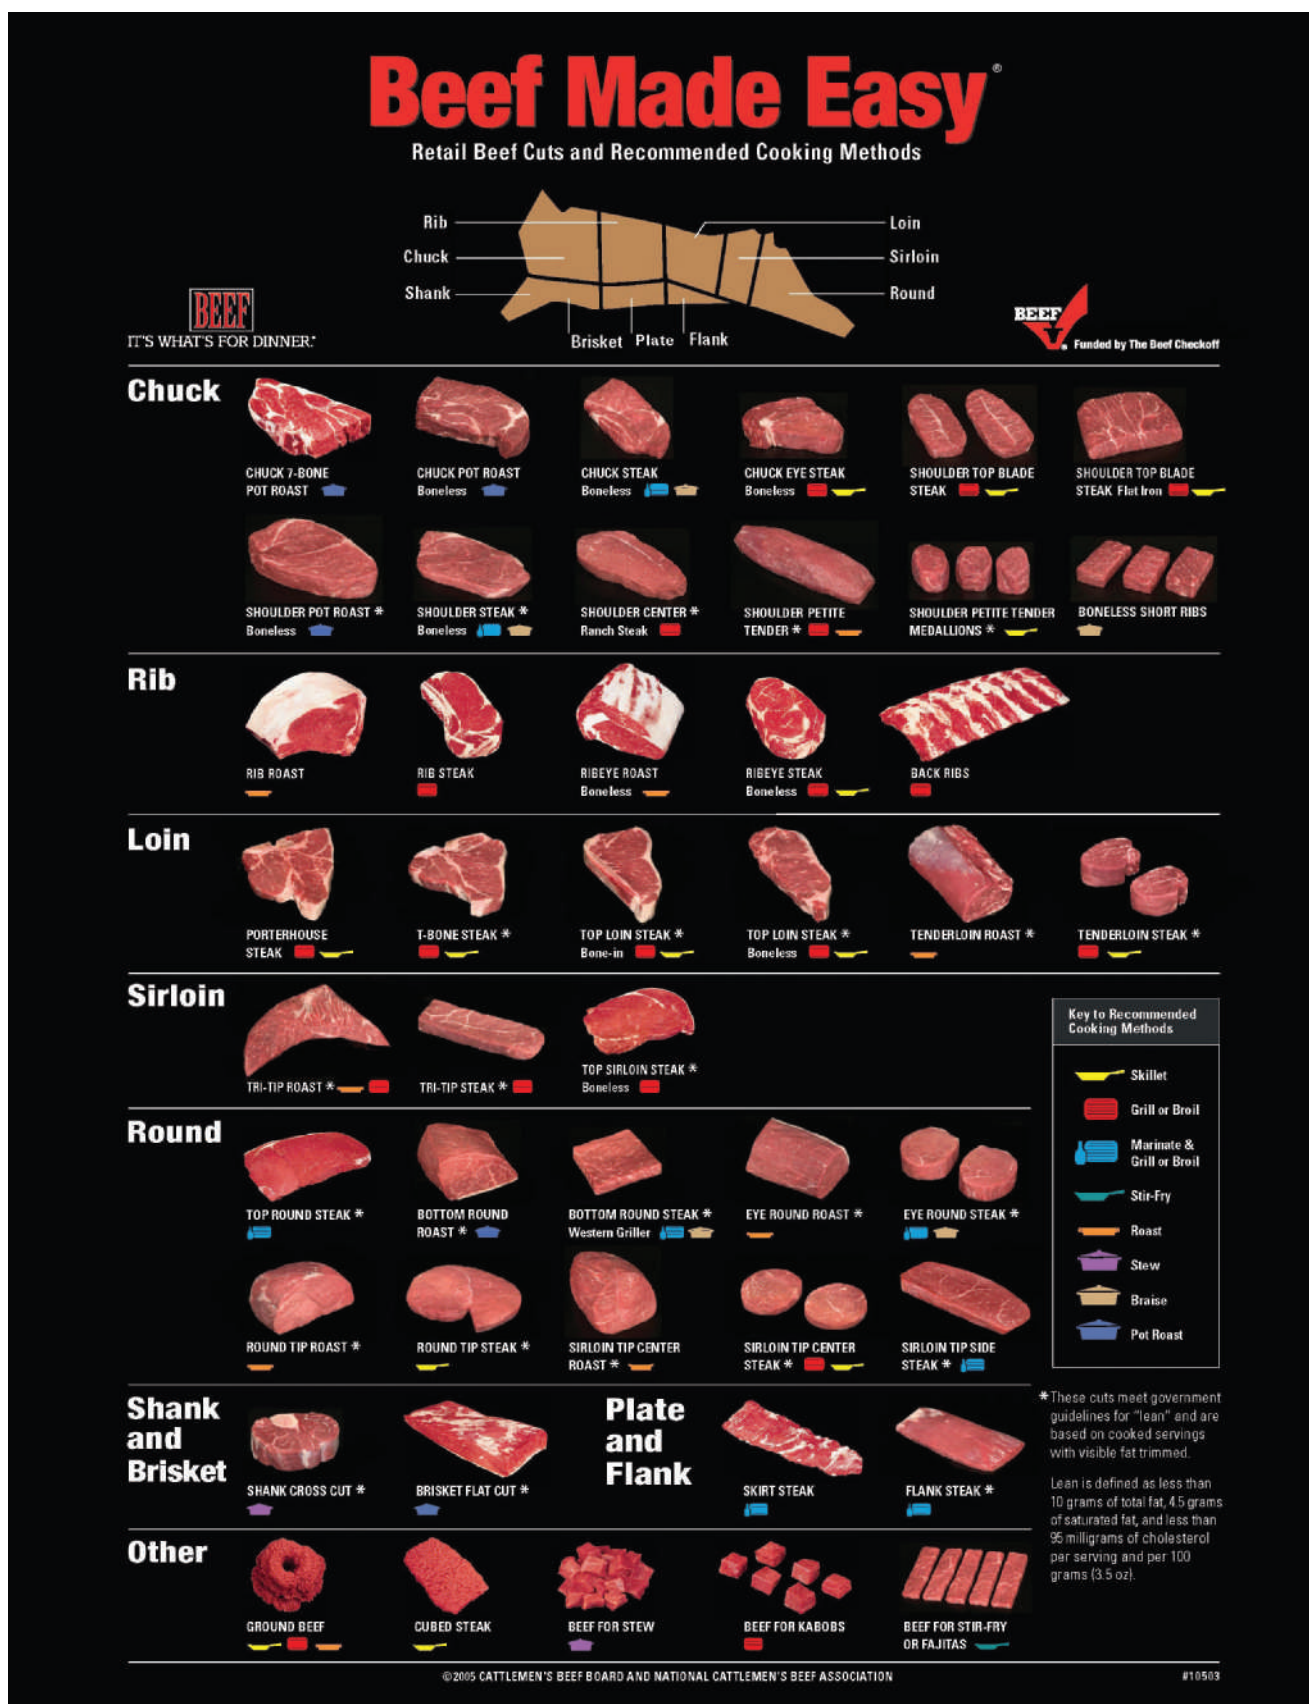 Beef Made Easy®
Retail Beef Cuts and Recommended Cooking Methods
Rib
Loin
Chuck
Sirloin
Shank
Round
Brisket
Plate
Flank
BEEF
IT'S WHAT'S FOR DINNER.
BEEF
Funded by The Beef Checkoff
Chuck
CHUCK 7-BONE
POT ROAST
CHUCK POT ROAST
Boneless
CHUCK STEAK
Boneless
CHUCK EYE STEAK
Boneless
SHOULDER TOP BLADE
STEAK
SHOULDER TOP BLADE
STEAK Flat Iron
SHOULDER POT ROAST *
Boneless
SHOULDER STEAK *
Boneless
SHOULDER CENTER *
Ranch Steak
SHOULDER PETITE
TENDER *
SHOULDER PETITE TENDER
MEDALLIONS *
BONELESS SHORT RIBS
Rib
RIB ROAST
RIB STEAK
RIBEYE ROAST
Boneless
RIBEYE STEAK
Boneless
BACK RIBS
Loin
PORTERHOUSE
STEAK
T-BONE STEAK *
TOP LOIN STEAK *
Bone-in
TOP LOIN STEAK *
Boneless
TENDERLOIN ROAST *
TENDERLOIN STEAK *
Sirloin
TRI-TIP ROAST *
TRI-TIP STEAK *
TOP SIRLOIN STEAK *
Boneless
Key to Recommended
Cooking Methods
Skillet
Grill or Broil
Marinate &
Grill or Broil
Stir-Fry
Roast
Stew
Braise
Pot Roast
Round
TOP ROUND STEAK *
BOTTOM ROUND
ROAST *
BOTTOM ROUND STEAK *
Western Griller
EYE ROUND ROAST *
EYE ROUND STEAK *
ROUND TIP ROAST *
ROUND TIP STEAK *
SIRLOIN TIP CENTER
ROAST *
SIRLOIN TIP CENTER
STEAK *
SIRLOIN TIP SIDE
STEAK *
Shank
and
Brisket
SHANK CROSS CUT *
BRISKET FLAT CUT *
Plate
and
Flank
SKIRT STEAK
FLANK STEAK *
*These cuts meet government
guidelines for "lean" and are
based on cooked servings
with visible fat trimmed.
Lean is defined as less than
10 grams of total fat, 4.5 grams
of saturated fat, and less than
95 milligrams of cholesterol
per serving and per 100
grams (3.5 oz).
Other
GROUND BEEF
CUBED STEAK
BEEF FOR STEW
BEEF FOR KABOBS
BEEF FOR STIR-FRY
OR FAJITAS
©2005 CATTLEMEN'S BEEF BOARD AND NATIONAL CATTLEMEN'S BEEF ASSOCIATION
#10503